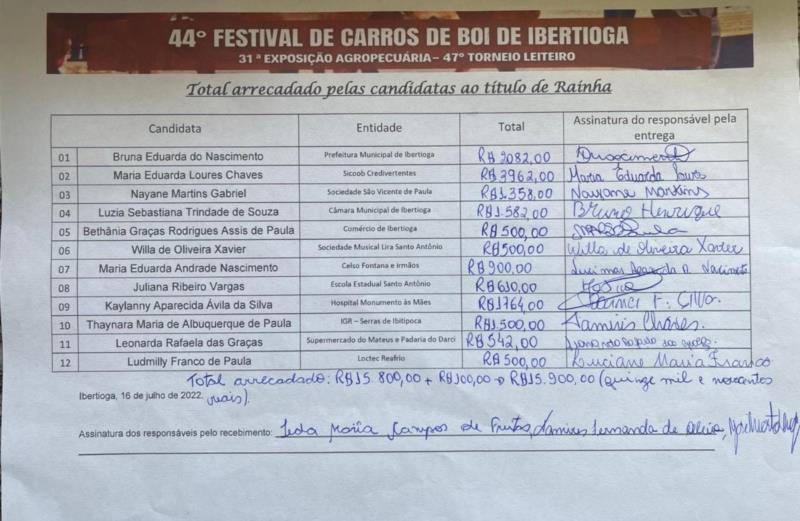 44º FESTIVAL DE CARROS DE BOI DE IBERTIOGA
31ª EXPOSIÇÃO AGROPECUÁRIA– 47º TORNEIO LEITEIRO
Total arrecadado pelas candidatas ao título de Rainha
Candidata Entidade Total Assinatura do responsável pela entrega
01 Bruna Eduarda do Nascimento Prefeitura Municipal de Ibertioga R$2082,00
02 Maria Eduarda Loures Chaves Sicoob Credivertentes R$3962,00 Maria Eduarda Loures
03 Nayane Martins Gabriel Sociedade São Vicente de Paula R$1.358,00 Nayane Martins
04 Luzia Sebastiana Trindade de Souza Câmara Municipal de Ibertioga R$1.582,00 Bruno Henrique
05 Bethânia Graças Rodrigues Assis de Paula Comércio de Ibertioga R$500,00
06 Willa de Oliveira Xavier Sociedade Musical Lira Santo Antônio R$500,00 Willa de Oliveira Xavier
07 Maria Eduarda Andrade Nascimento Celso Fontana e irmãos R$900,00
08 Juliana Ribeiro Vargas Escola Estadual Santo Antônio R$610,00
09 Kaylanny Aparecida Ávila da Silva Hospital Monumento às Mães R$1764,00
10 Thaynara Maria de Albuquerque de Paula IGR – Serras de Ibitipoca R$1.500,00
11 Leonarda Rafaela das Graças Supermercado do Mateus e Padaria do Darci R$542,00
12 Ludmilly Franco de Paula Loctec Reafrio R$500,00 Luciane Maria Franco
Total arrecadado: R$15.800,00 + R$100,00 → R$15.900,00 (quinze mil e novecentos
Ibertioga, 16 de julho de 2022. reais).
Assinatura dos responsáveis pelo recebimento: Leda Maria Campos de Freitas, Tamires Fernanda de